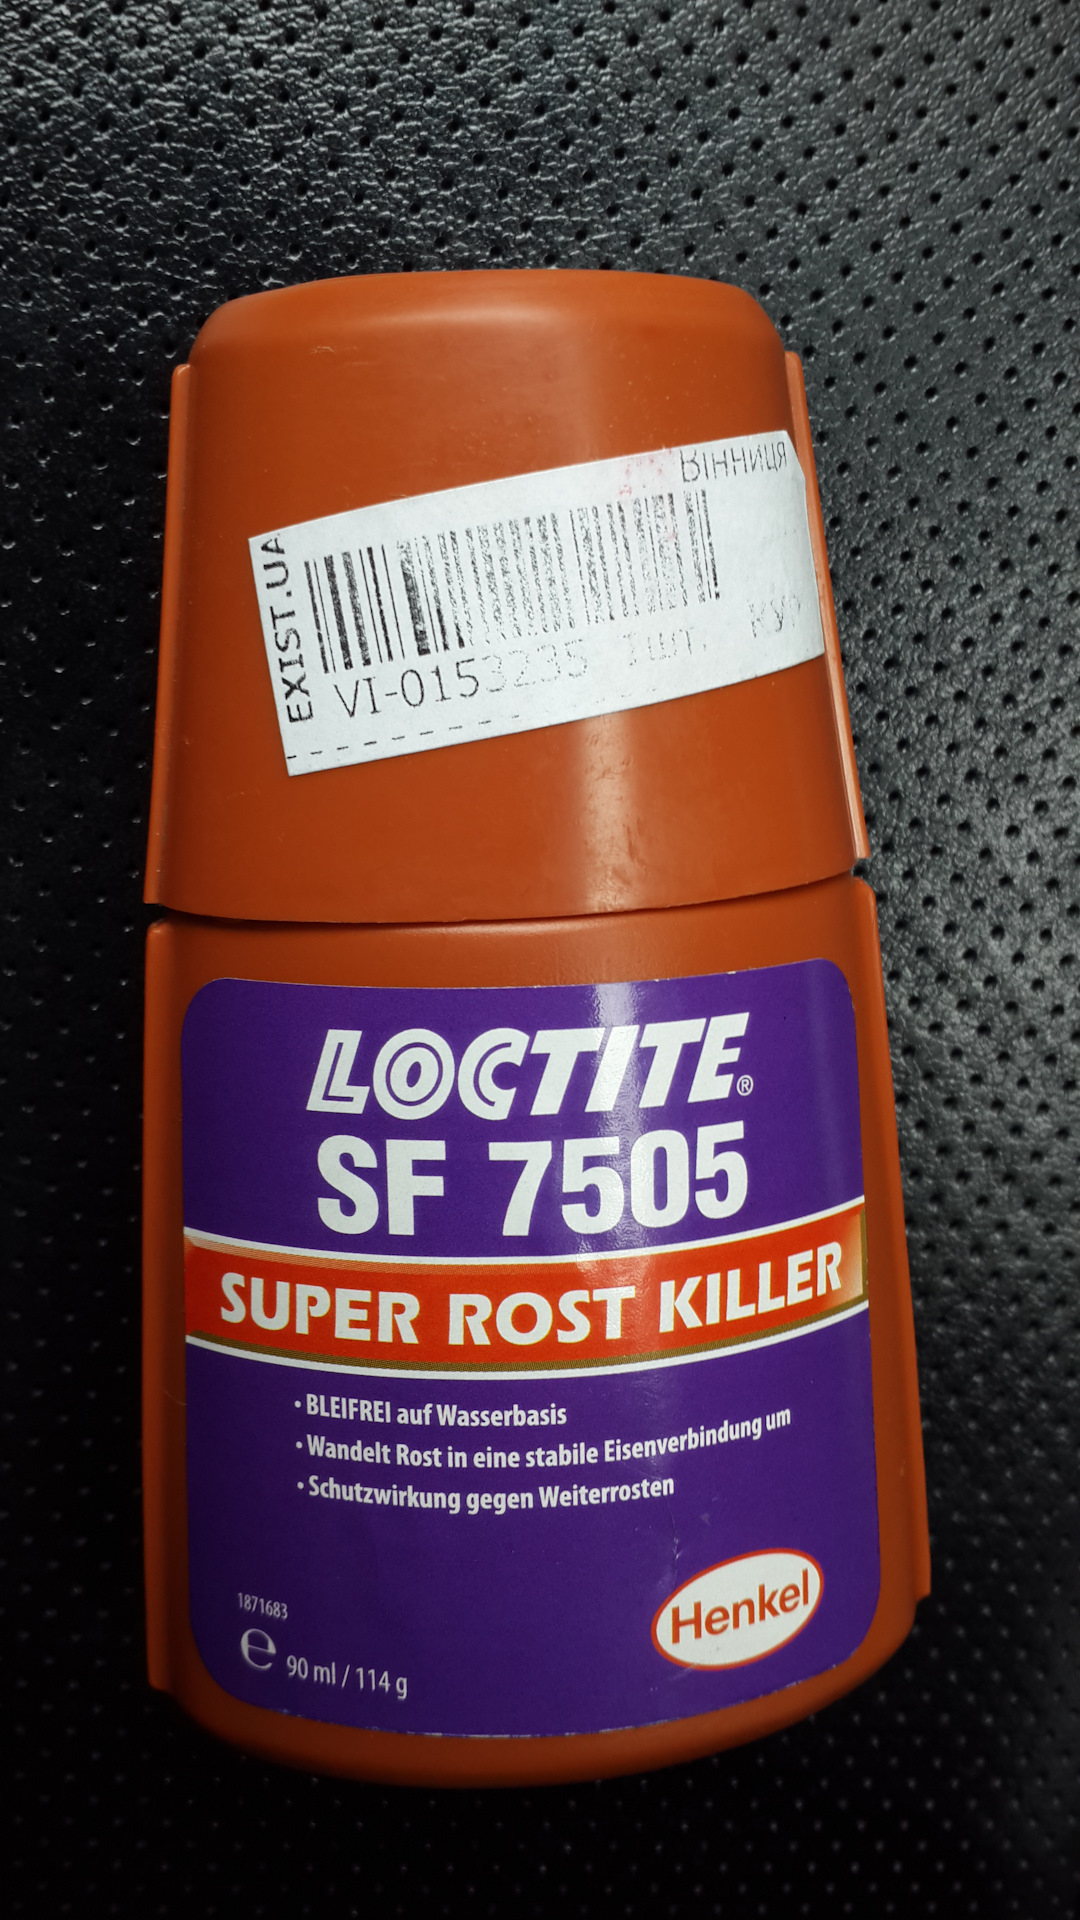 Вінниця
EXIST.UA
VI-0153235 1шт.
LOCTITE®
SF 7505
SUPER ROST KILLER
• BLEIFREI auf Wasserbasis
• Wandelt Rost in eine stabile Eisenverbindung um
• Schutzwirkung gegen Weiterrosten
1871683
℮ 90 ml / 114 g
Henkel